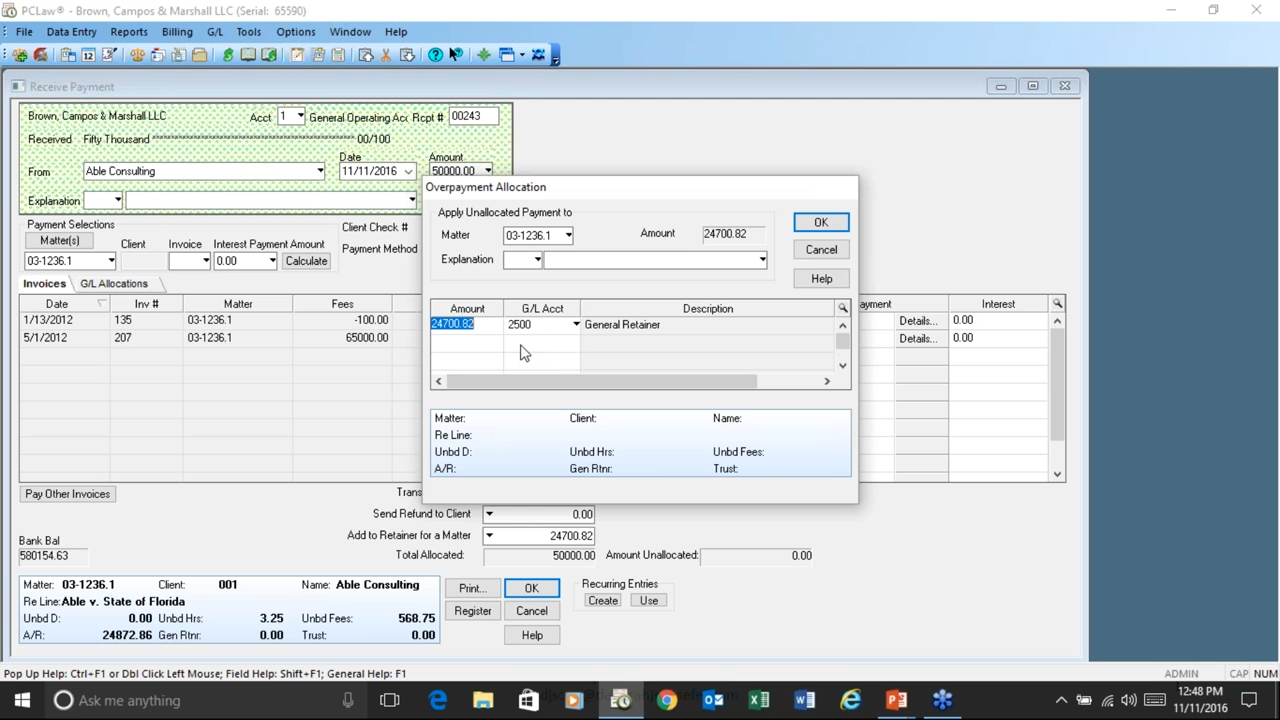 PCLaw® - Brown, Campos & Marshall LLC (Serial: 65590)
File Data Entry Reports Billing G/L Tools Options Window Help
Receive Payment
Brown, Campos & Marshall LLC Acct 1 General Operating Acc Rcpt # 00243
Received Fifty Thousand ******************************************** 00/100
Date Amount
From Able Consulting 11/11/2016 50000.00
Explanation
Payment Selections
Matter(s) Client Invoice Interest Payment Amount
03-1236.1 0.00 Calculate
Client Check #
Payment Method
Invoices G/L Allocations
Date Inv # Matter Fees
1/13/2012 135 03-1236.1 -100.00
5/1/2012 207 03-1236.1 65000.00
ayment Interest
Details... 0.00
Details... 0.00
Overpayment Allocation
Apply Unallocated Payment to
Matter 03-1236.1 Amount 24700.82
Explanation
OK
Cancel
Help
Amount G/L Acct Description
24700.82 2500 General Retainer
Matter: Client: Name:
Re Line:
Unbd D: Unbd Hrs: Unbd Fees:
A/R: Gen Rtnr: Trust:
Pay Other Invoices
Trans
Send Refund to Client 0.00
Add to Retainer for a Matter 24700.82
Total Allocated: 50000.00 Amount Unallocated: 0.00
Bank Bal
580154.63
Matter: 03-1236.1 Client: 001 Name: Able Consulting
Re Line: Able v. State of Florida
Unbd D: 0.00 Unbd Hrs: 3.25 Unbd Fees: 568.75
A/R: 24872.86 Gen Rtnr: 0.00 Trust: 0.00
Print... OK
Register Cancel
Help
Recurring Entries
Create Use
Pop Up Help: Ctrl+F1 or Dbl Click Left Mouse; Field Help: Shift+F1; General Help: F1 ADMIN CAP NUM
Ask me anything
12:48 PM
11/11/2016